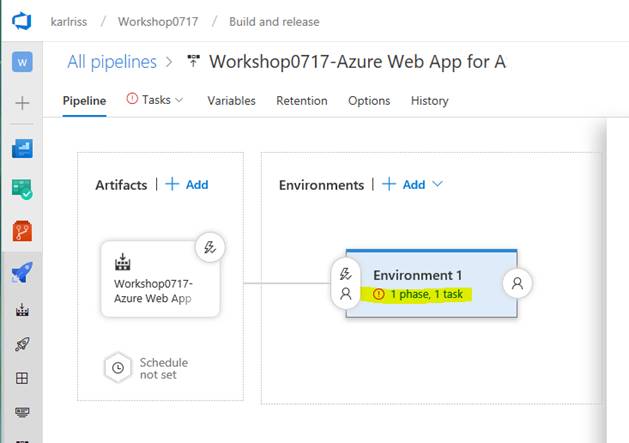 karlriss / Workshop0717 / Build and release
W
All pipelines > Workshop0717-Azure Web App for A
Pipeline Tasks Variables Retention Options History
Artifacts | + Add
Environments | + Add
Workshop0717-
Azure Web App
Environment 1
1 phase, 1 task
Schedule
not set